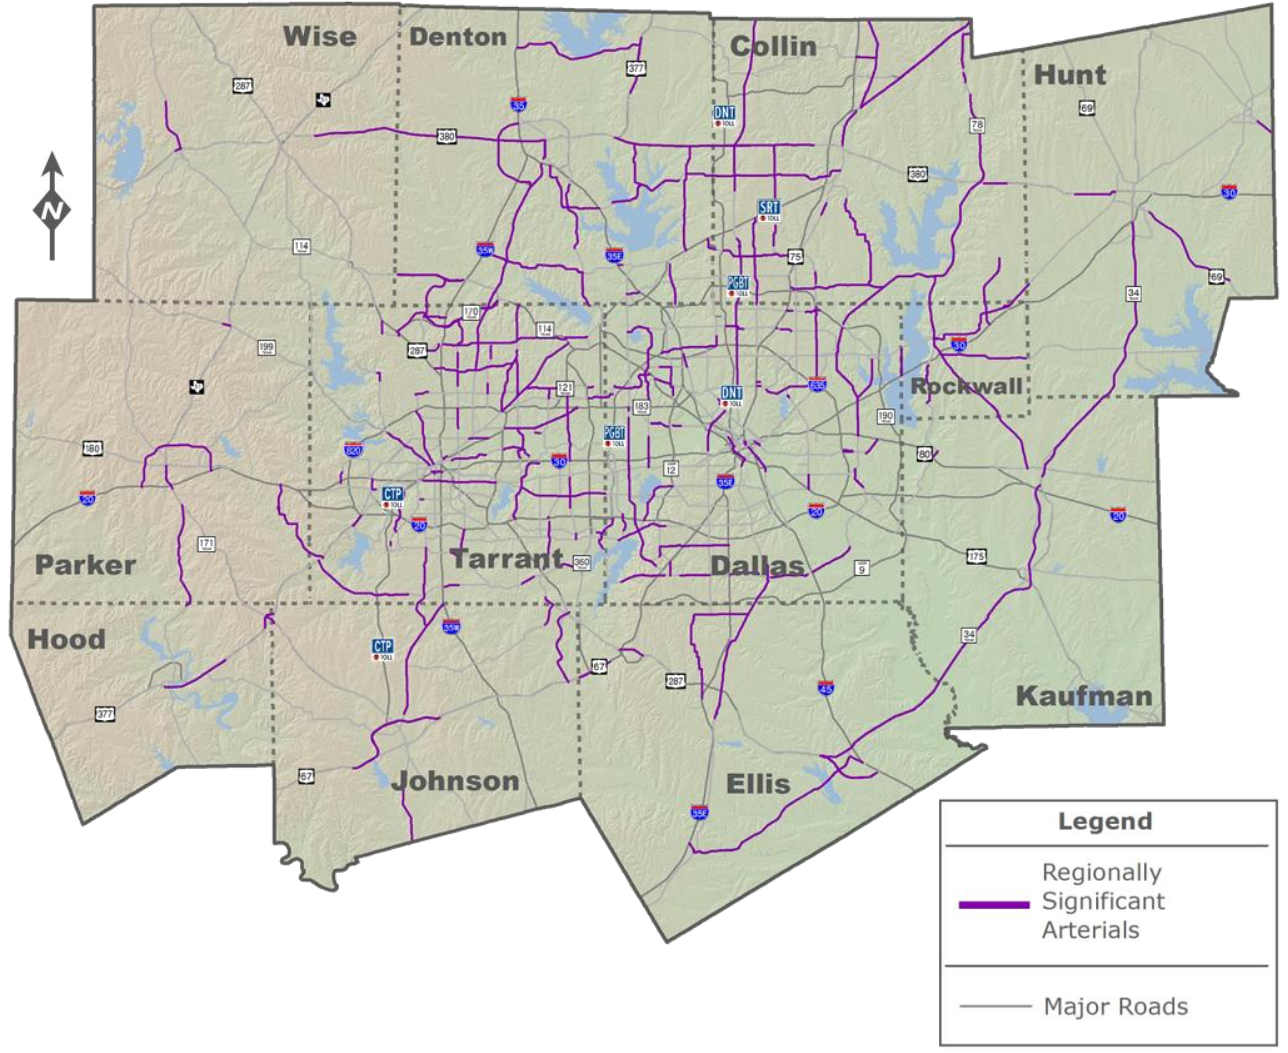 Wise
Denton
Collin
Hunt
287
35
377
DNT
TOLL
69
78
380
380
30
SRT
TOLL
114
35W
35E
75
69
PGBT
TOLL
34
170
114
199
287
30
121
635
Rockwall
183
DNT
TOLL
190
180
820
PGBT
TOLL
80
30
LOOP
12
20
CTP
TOLL
35E
20
20
20
171
Parker
Tarrant
360
Dallas
LOOP
9
175
Hood
35W
34
CTP
TOLL
67
287
45
Kaufman
377
67
Johnson
Ellis
35E
N
Legend
Regionally
Significant
Arterials
Major Roads